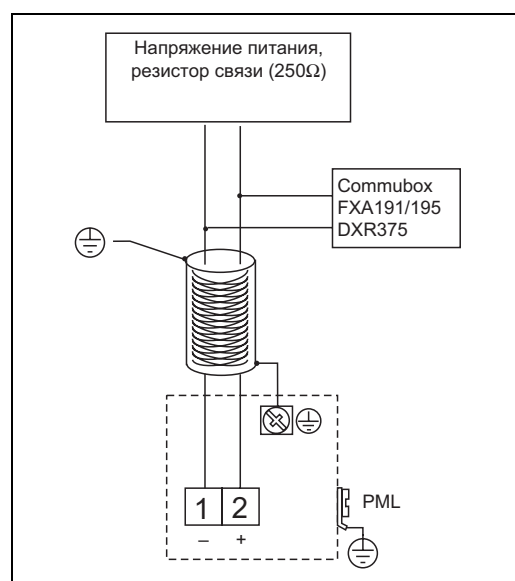 Напряжение питания,
резистор связи (250Ω)
Commubox
FXA191/195
DXR375
1 2
– +
PML